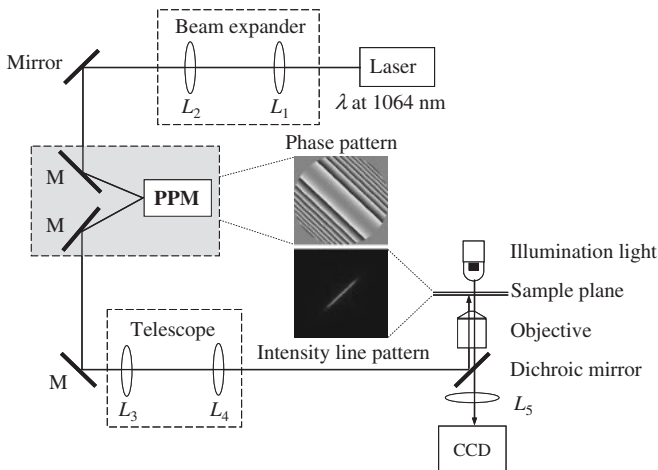 Beam expander
Mirror
Laser
L2
L1
λ at 1064 nm
Phase pattern
M
PPM
M
Illumination light
Sample plane
Telescope
Objective
Intensity line pattern
M
Dichroic mirror
L3
L4
L5
CCD